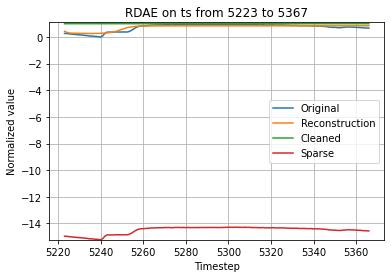 RDAE on ts from 5223 to 5367
0
−2
−4
−6
−8
−10
−12
−14
Normalized value
Original
Reconstruction
Cleaned
Sparse
5220 5240 5260 5280 5300 5320 5340 5360
Timestep